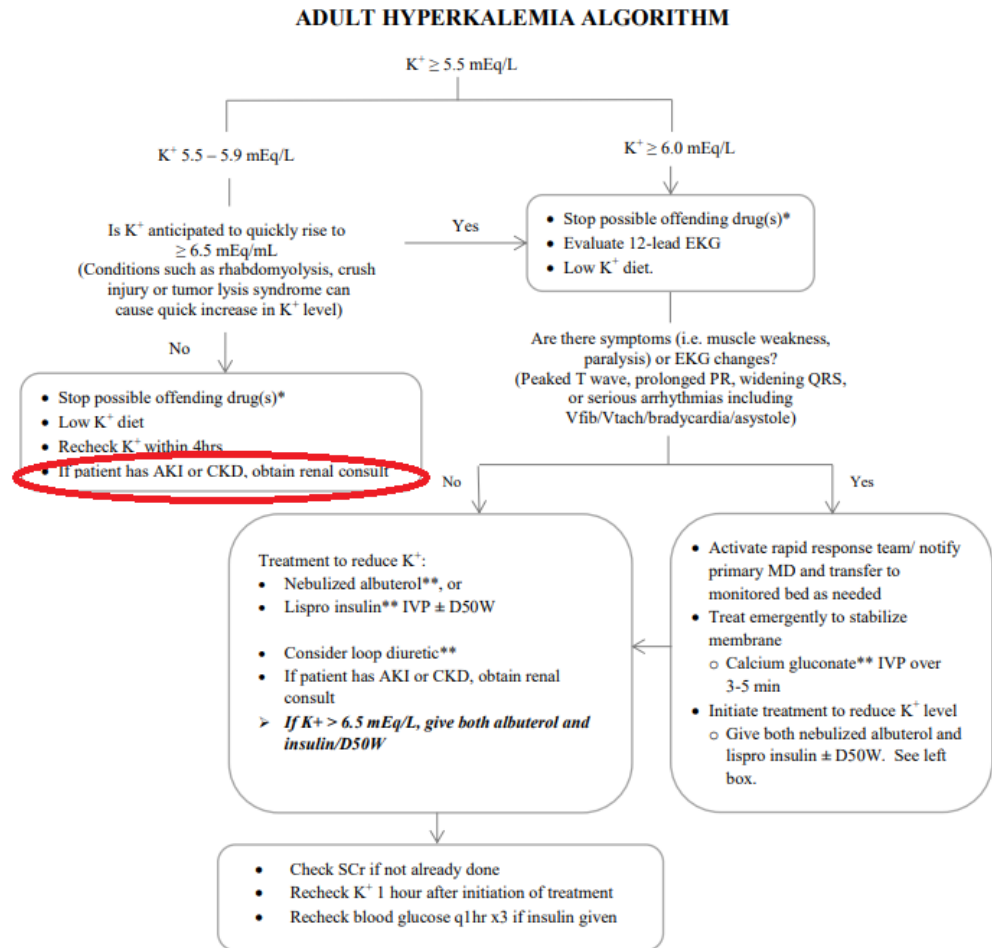 ADULT HYPERKALEMIA ALGORITHM
K+ ≥ 5.5 mEq/L
K+ 5.5 – 5.9 mEq/L
K+ ≥ 6.0 mEq/L
Is K+ anticipated to quickly rise to
≥ 6.5 mEq/mL
(Conditions such as rhabdomyolysis, crush
injury or tumor lysis syndrome can
cause quick increase in K+ level)
Yes
• Stop possible offending drug(s)*
• Evaluate 12-lead EKG
• Low K+ diet.
No
• Stop possible offending drug(s)*
• Low K+ diet
• Recheck K+ within 4hrs
• If patient has AKI or CKD, obtain renal consult
Are there symptoms (i.e. muscle weakness,
paralysis) or EKG changes?
(Peaked T wave, prolonged PR, widening QRS,
or serious arrhythmias including
Vfib/Vtach/bradycardia/asystole)
No
Yes
Treatment to reduce K+:
• Nebulized albuterol**, or
• Lispro insulin** IVP ± D50W
• Consider loop diuretic**
• If patient has AKI or CKD, obtain renal
consult
➢ If K+ > 6.5 mEq/L, give both albuterol and
insulin/D50W
• Activate rapid response team/ notify
primary MD and transfer to
monitored bed as needed
• Treat emergently to stabilize
membrane
o Calcium gluconate** IVP over
3-5 min
• Initiate treatment to reduce K+ level
o Give both nebulized albuterol and
lispro insulin ± D50W. See left
box.
• Check SCr if not already done
• Recheck K+ 1 hour after initiation of treatment
• Recheck blood glucose q1hr x3 if insulin given